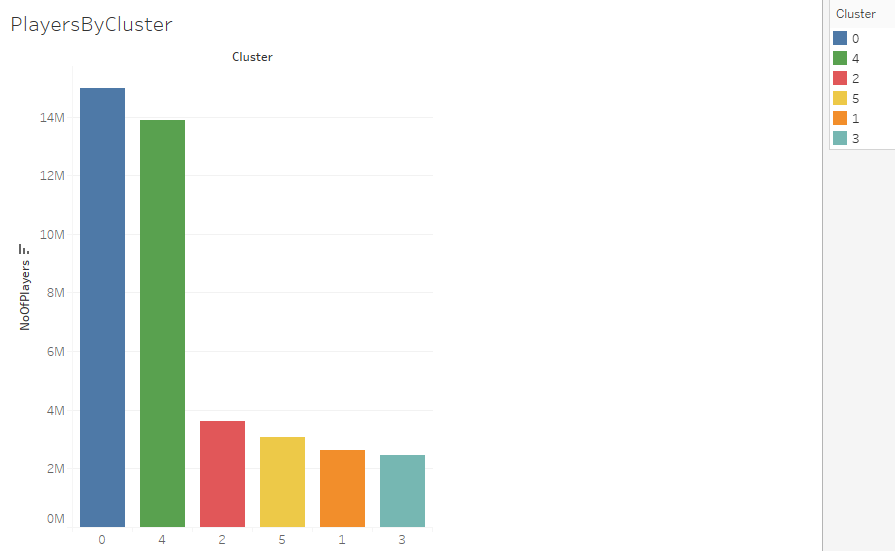 PlayersByCluster
Cluster
14M
12M
10M
8M
6M
4M
2M
0M
NoOfPlayers
0 4 2 5 1 3
Cluster
0
4
2
5
1
3